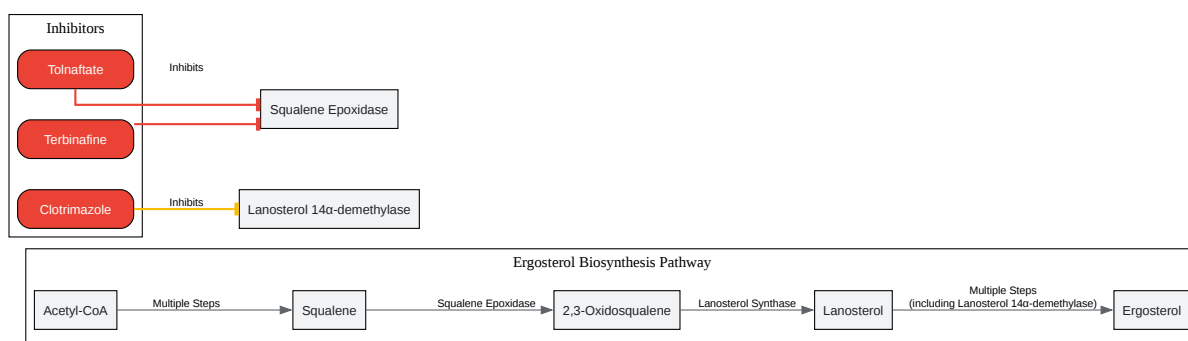 Inhibitors
Tolnaftate
Inhibits
Squalene Epoxidase
Terbinafine
Clotrimazole
Inhibits
Lanosterol 14α-demethylase
Ergosterol Biosynthesis Pathway
Acetyl-CoA
Multiple Steps
Squalene
Squalene Epoxidase
2,3-Oxidosqualene
Lanosterol Synthase
Lanosterol
Multiple Steps
(including Lanosterol 14α-demethylase)
Ergosterol